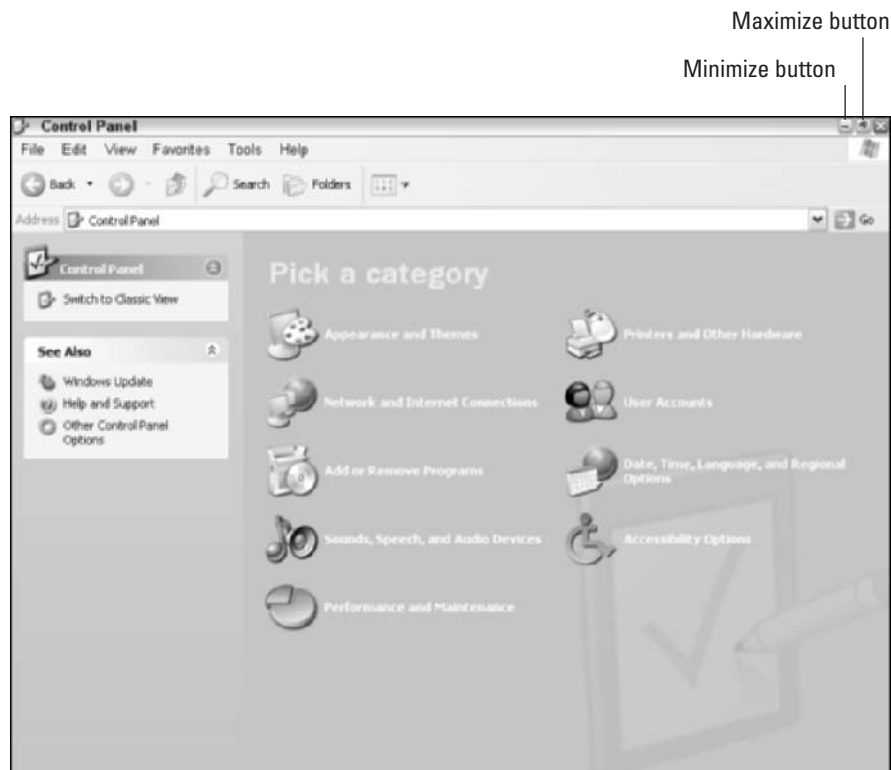 Maximize button
Minimize button
Control Panel
File Edit View Favorites Tools Help
Back Search Folders
Address Control Panel Go
Control Panel
Switch to Classic View
See Also
Windows Update
Help and Support
Other Control Panel
Options
Pick a category
Appearance and Themes
Printers and Other Hardware
Network and Internet Connections
User Accounts
Add or Remove Programs
Date, Time, Language, and Regional
Options
Sounds, Speech, and Audio Devices
Accessibility Options
Performance and Maintenance